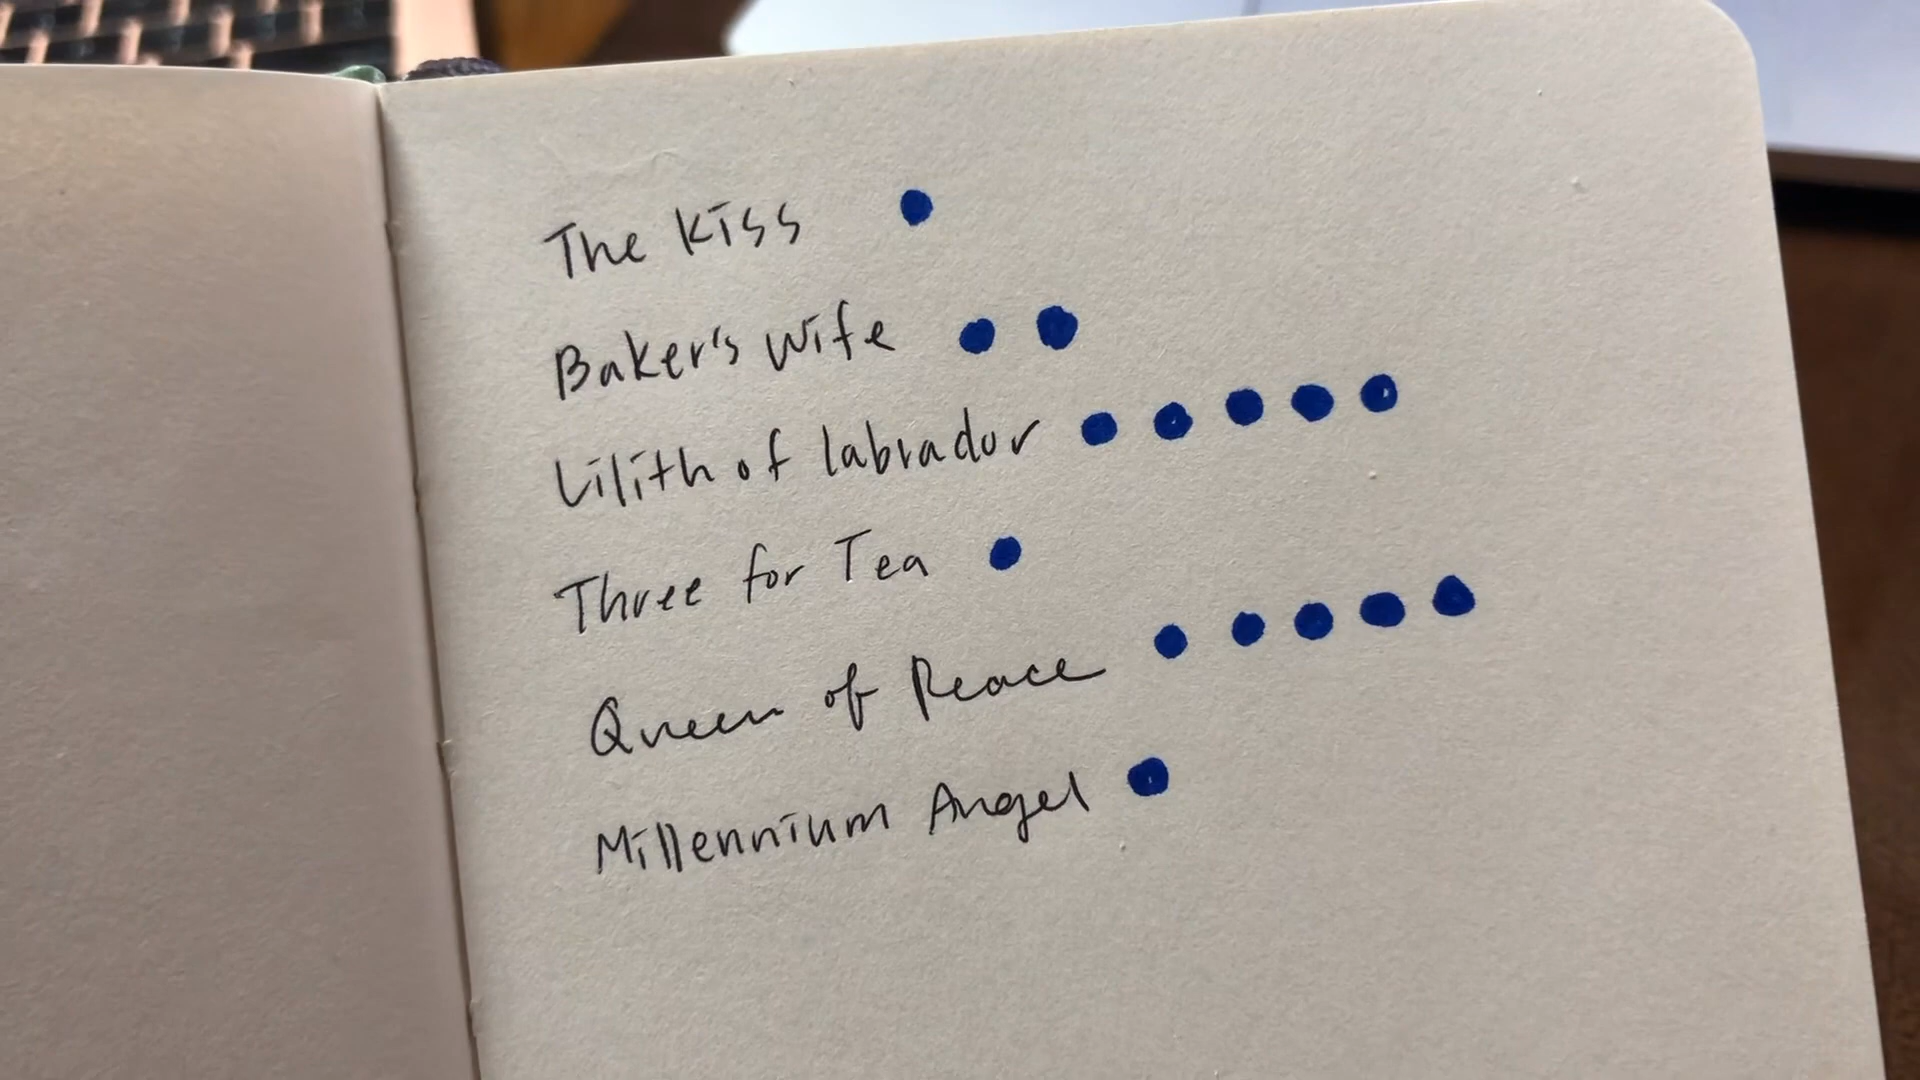 The Kiss
Baker's Wife
Lilith of Labrador
Three for Tea
Queen of Peace
Millennium Angel